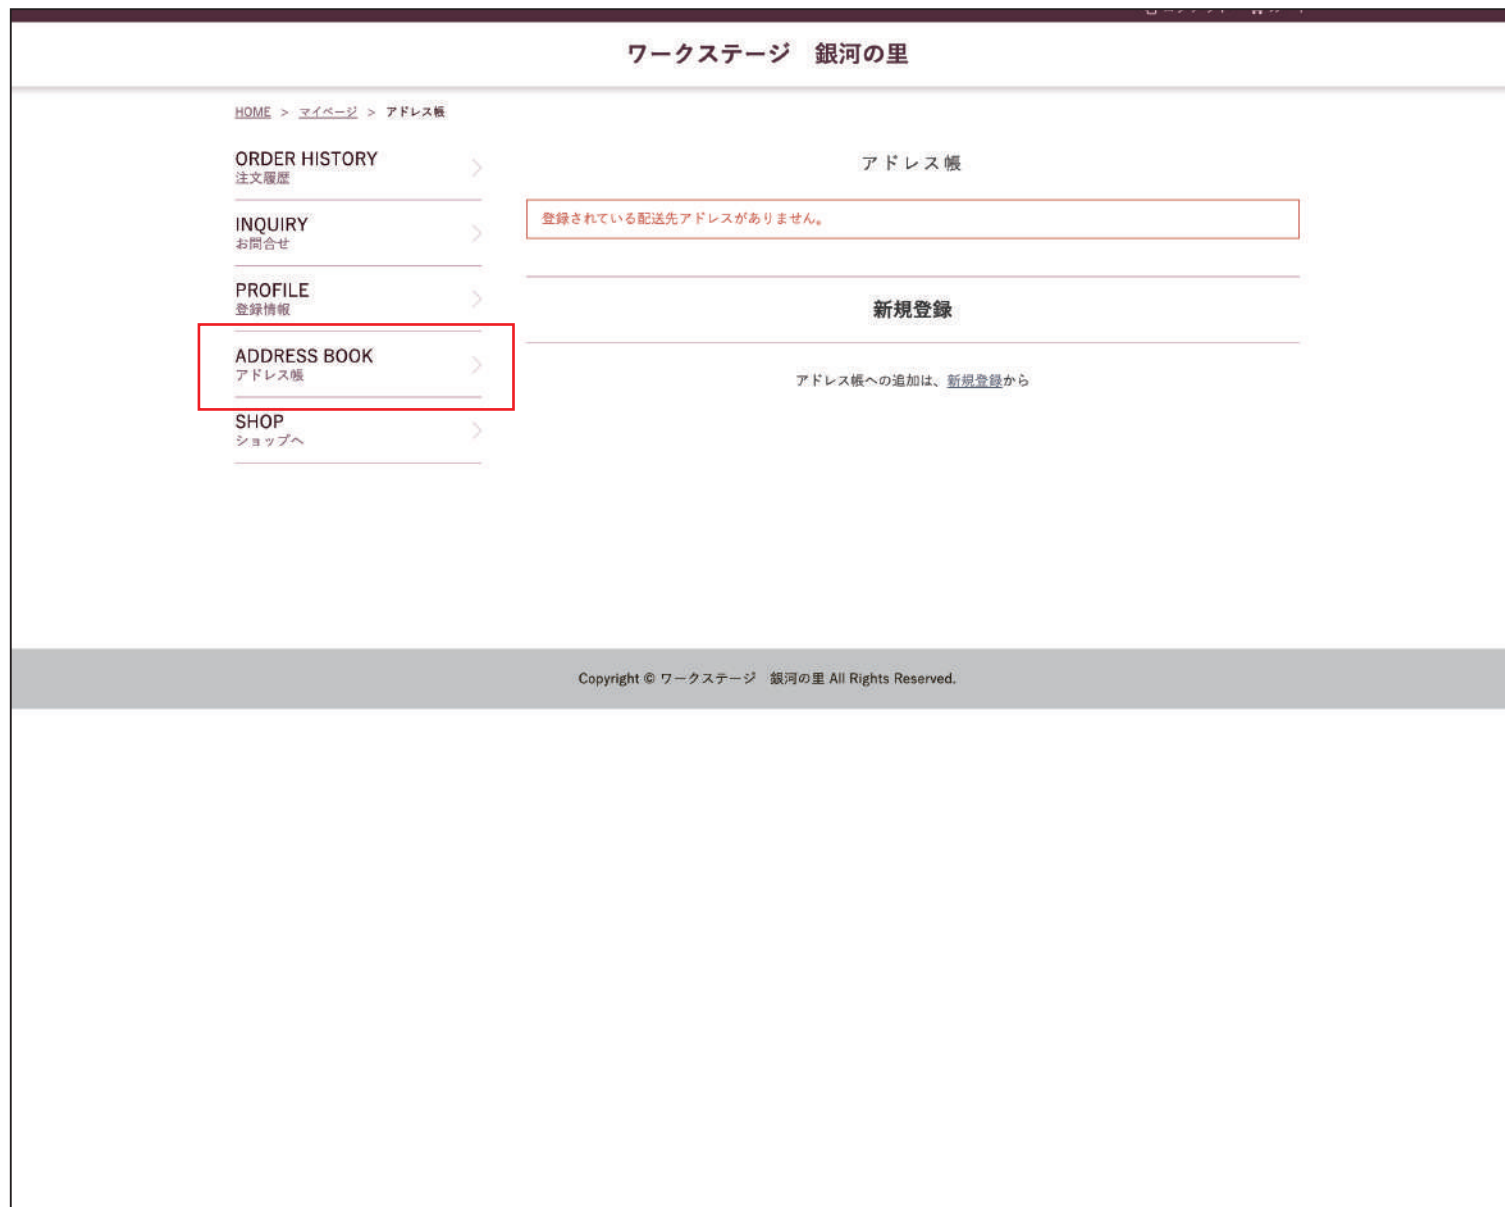 ワークステージ　銀河の里
HOME > マイページ > アドレス帳
ORDER HISTORY
注文履歴
INQUIRY
お問合せ
PROFILE
登録情報
ADDRESS BOOK
アドレス帳
SHOP
ショップへ
アドレス帳
登録されている配送先アドレスがありません。
新規登録
アドレス帳への追加は、新規登録から
Copyright © ワークステージ　銀河の里 All Rights Reserved.